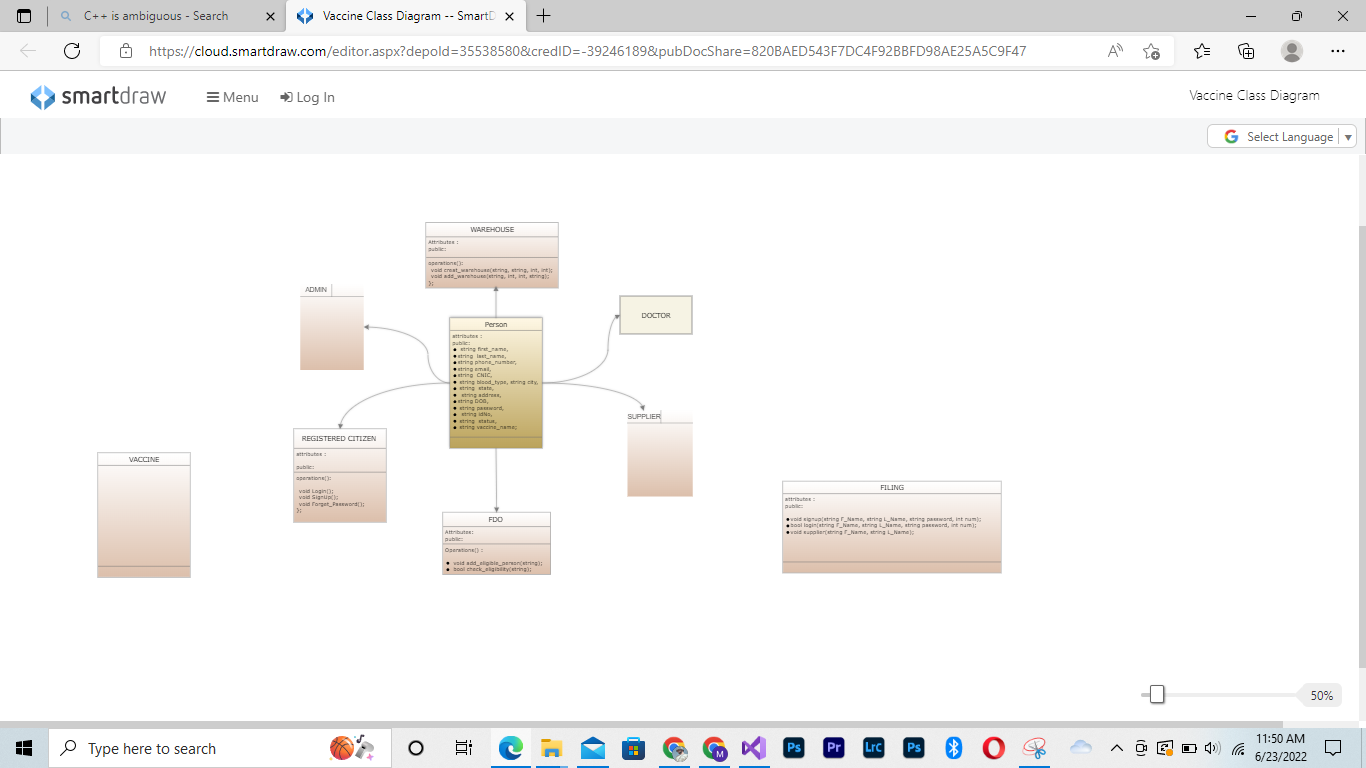 C++ is ambiguous - Search
Vaccine Class Diagram -- SmartD
https://cloud.smartdraw.com/editor.aspx?depoId=35538580&credID=-39246189&pubDocShare=820BAED543F7DC4F92BBFD98AE25A5C9F47
smartdraw
Menu
Log In
Vaccine Class Diagram
Select Language
WAREHOUSE
Attributes :
public:
operations():
void creat_warehouse(string, string, int, int);
void add_warehouse(string, int, int, string);
};
ADMIN
DOCTOR
Person
attributes :
public:
● string first_name,
●string last_name,
●string phone_number,
●string email,
●string CNIC,
● string blood_type, string city,
● string state,
● string address,
●string DOB,
● string password,
● string idNo,
● string status,
● string vaccine_name;
SUPPLIER
REGISTERED CITIZEN
attributes :
public:
operations():
void Login();
void SignUp();
void Forget_Password();
};
VACCINE
FDO
Attributes:
public:
Operations() :
● void add_eligible_person(string);
● bool check_eligibility(string);
FILING
attributes :
public:
●void signup(string F_Name, string L_Name, string password, int num);
●bool login(string F_Name, string L_Name, string password, int num);
●void supplier(string F_Name, string L_Name);
50%
Type here to search
M
Ps
Pr
Lrc
Ps
11:50 AM
6/23/2022